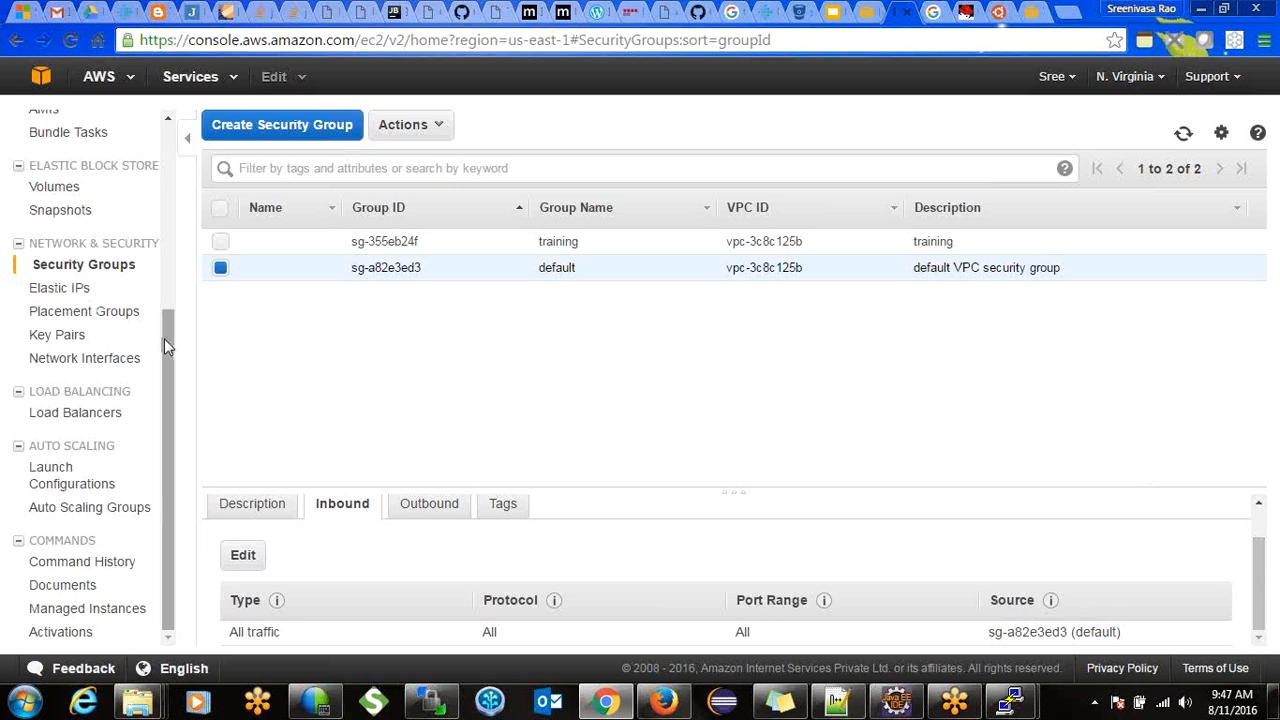 Sreenivasa Rao
https://console.aws.amazon.com/ec2/v2/home?region=us-east-1#SecurityGroups:sort=groupId
AWS Services Edit Sree N. Virginia Support
AMIs
Bundle Tasks
ELASTIC BLOCK STORE
Volumes
Snapshots
NETWORK & SECURITY
Security Groups
Elastic IPs
Placement Groups
Key Pairs
Network Interfaces
LOAD BALANCING
Load Balancers
AUTO SCALING
Launch
Configurations
Auto Scaling Groups
COMMANDS
Command History
Documents
Managed Instances
Activations
Create Security Group Actions
Filter by tags and attributes or search by keyword 1 to 2 of 2
Name Group ID Group Name VPC ID Description
sg-355eb24f training vpc-3c8c125b training
sg-a82e3ed3 default vpc-3c8c125b default VPC security group
Description Inbound Outbound Tags
Edit
Type Protocol Port Range Source
All traffic All All sg-a82e3ed3 (default)
Feedback English © 2008 - 2016, Amazon Internet Services Private Ltd. or its affiliates. All rights reserved. Privacy Policy Terms of Use
9:47 AM
8/11/2016